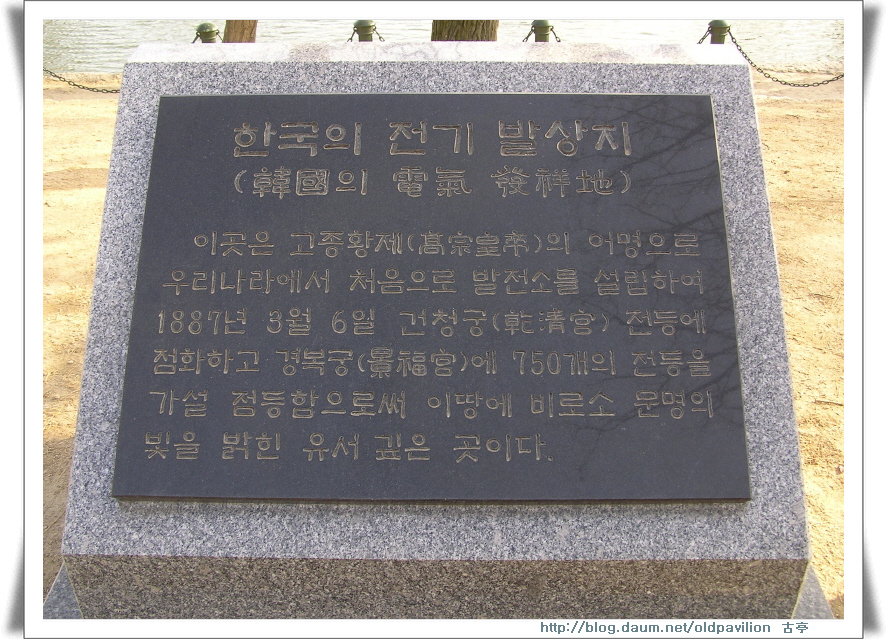 한국의 전기 발상지
(韓國의 電氣 發祥地)
이곳은 고종황제(高宗皇帝)의 어명으로
우리나라에서 처음으로 발전소를 설립하여
1887년 3월 6일 건청궁(乾清宮) 전등에
점화하고 경복궁(景福宮)에 750개의 전등을
가설 점등함으로써 이땅에 비로소 문명의
빛을 밝힌 유서 깊은 곳이다.
http://blog.daum.net/oldpavilion 古亭